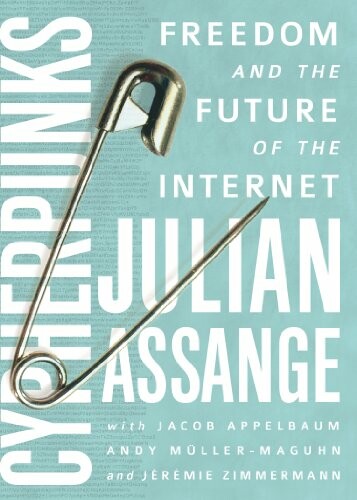 CYPHERPUNKS
FREEDOM
AND THE
FUTURE
OF THE
INTERNET
JULIAN
ASSANGE
with JACOB APPELBAUM
ANDY MÜLLER-MAGUHN
and JÉRÉMIE ZIMMERMANN